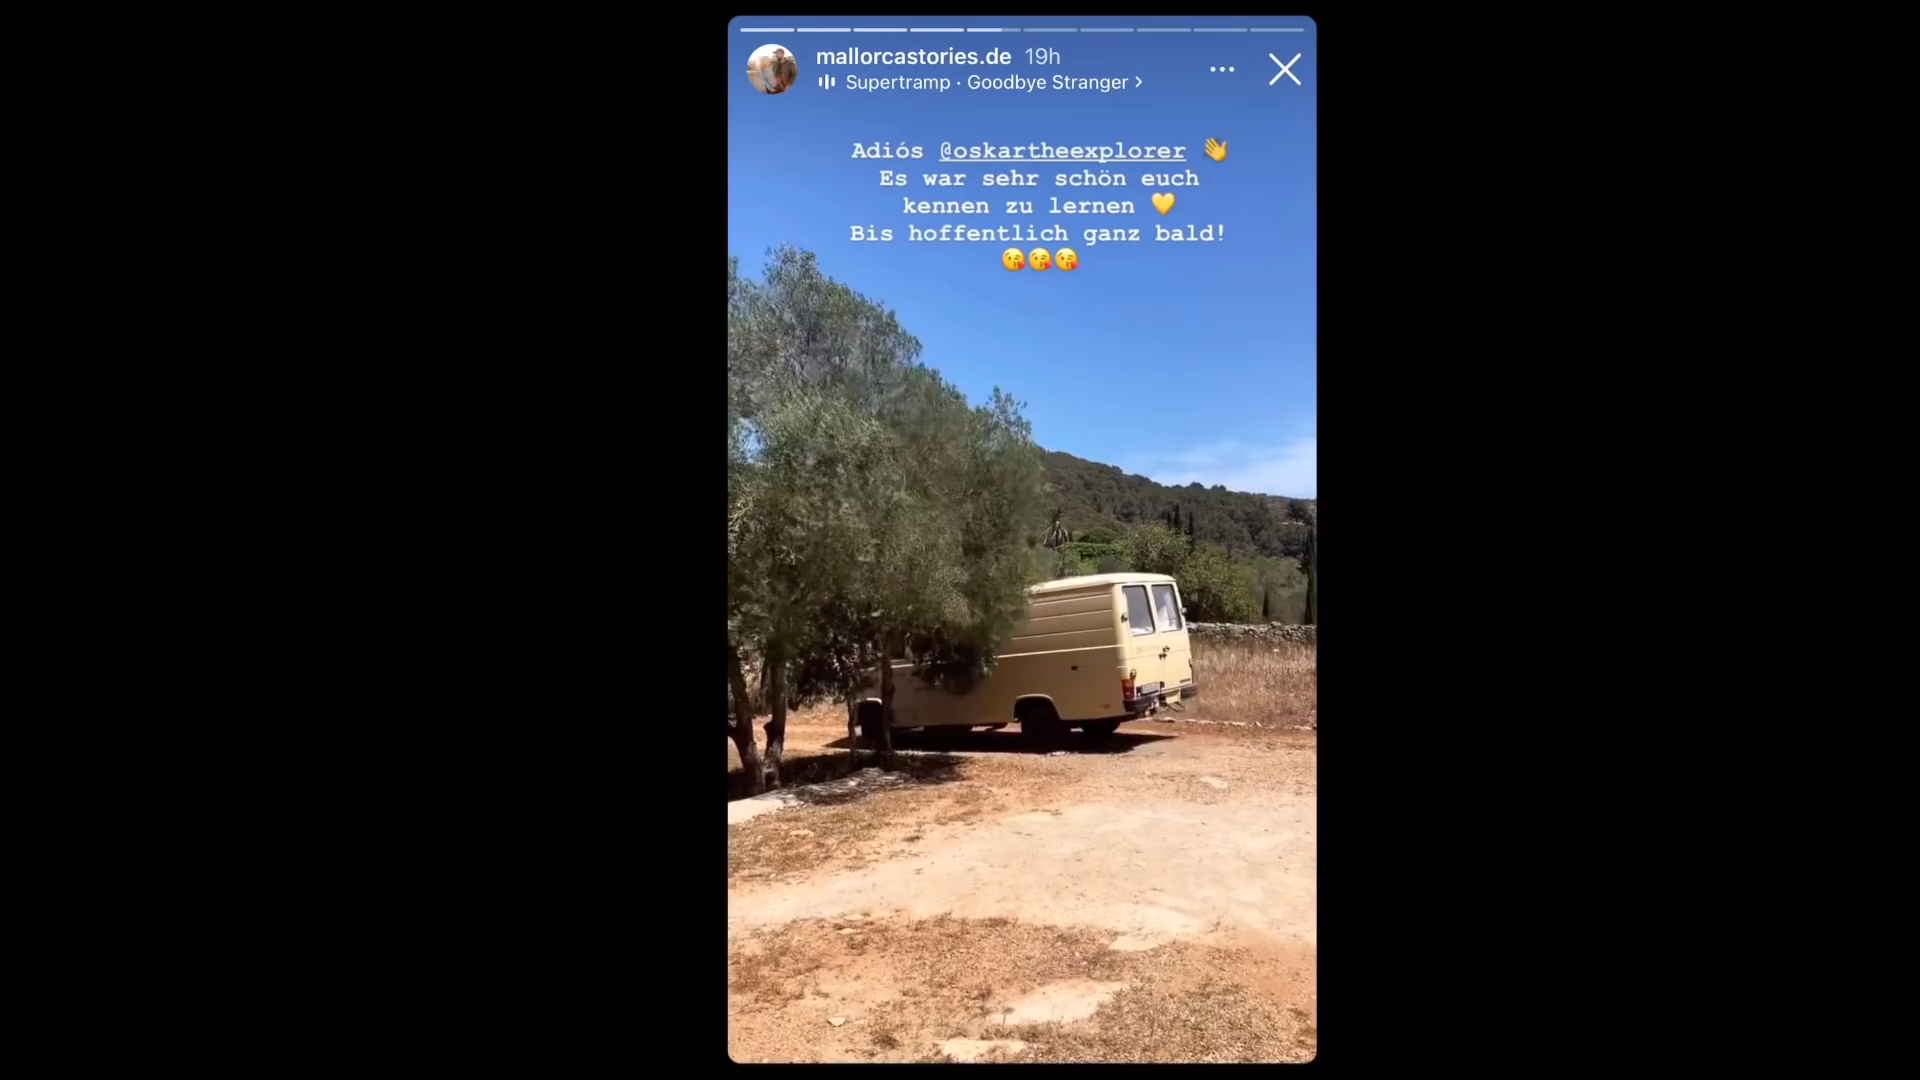 mallorcastories.de 19h
Supertramp · Goodbye Stranger >
Adiós @oskartheexplorer 👋
Es war sehr schön euch
kennen zu lernen 💛
Bis hoffentlich ganz bald!
😘😘😘